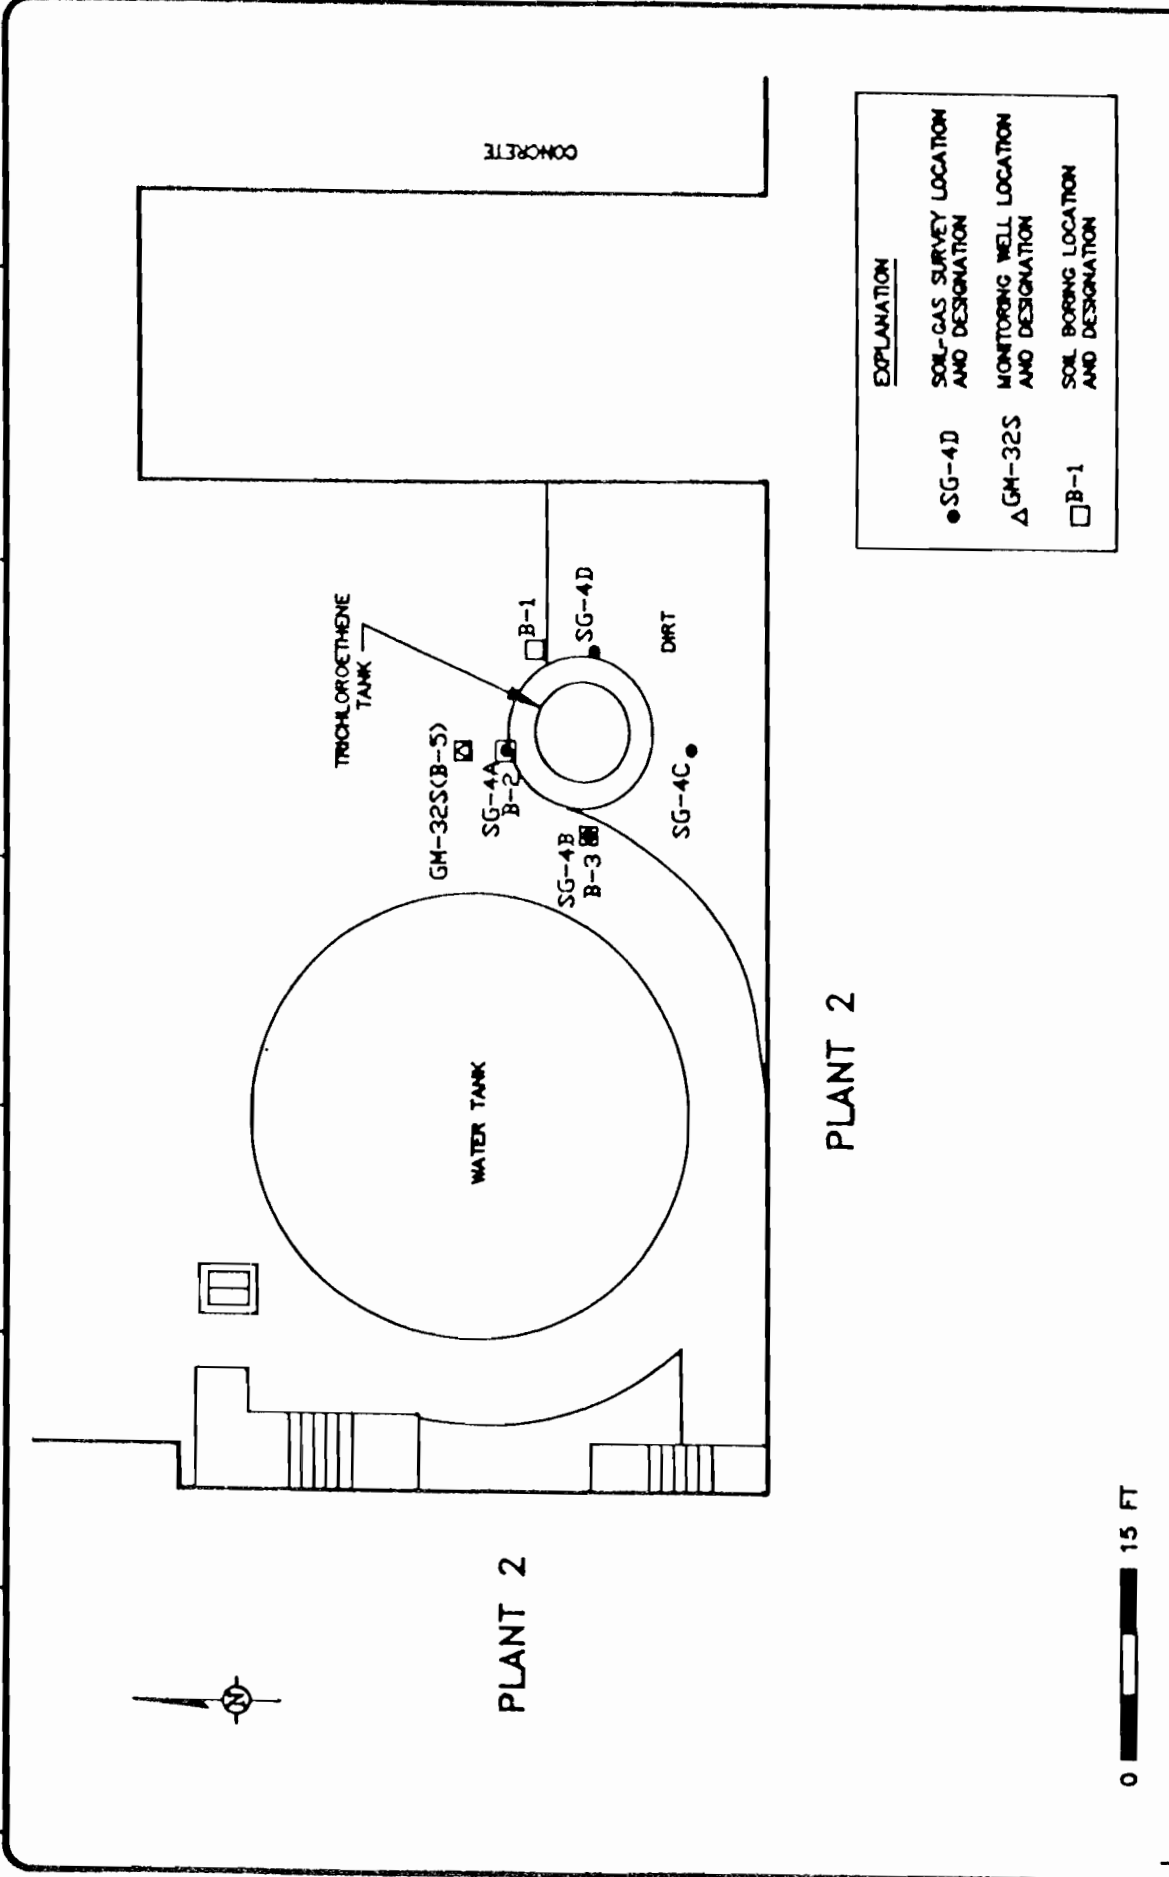 CONCRETE
TRICHLOROETHENE
TANK
GM-32S(B-5)
SG-4A
B-2
B-1
SG-4D
SG-4B
B-3
SG-4C
DIRT
WATER TANK
PLANT 2
PLANT 2
N
0 15 FT
EXPLANATION
SG-4D SOIL-GAS SURVEY LOCATION
AND DESIGNATION
GM-32S MONITORING WELL LOCATION
AND DESIGNATION
B-1 SOIL BORING LOCATION
AND DESIGNATION